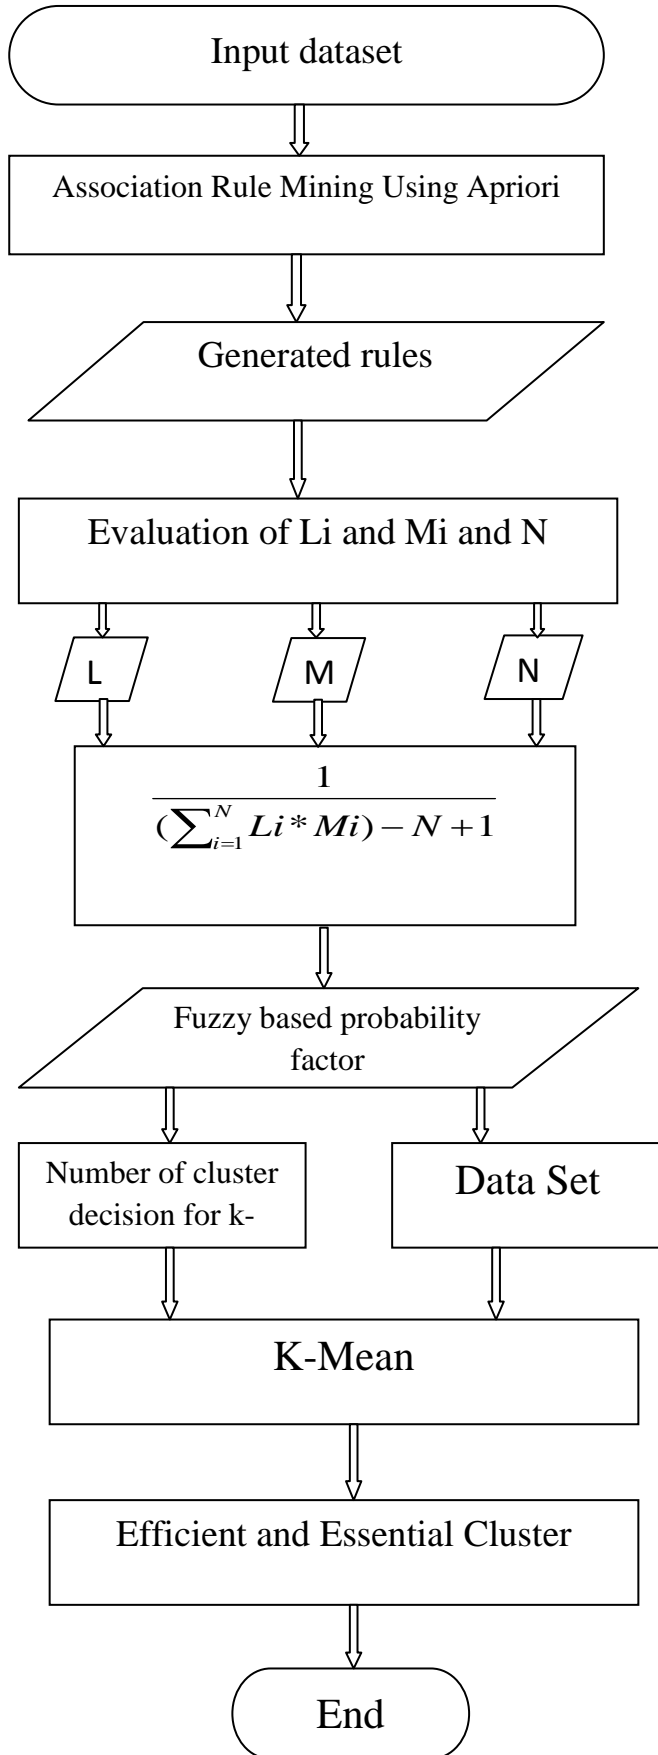 Input dataset
Association Rule Mining Using Apriori
Generated rules
Evaluation of Li and Mi and N
L M N
1
(∑_{i=1}^{N} Li * Mi) − N + 1
Fuzzy based probability
factor
Number of cluster
decision for k-
Data Set
K-Mean
Efficient and Essential Cluster
End